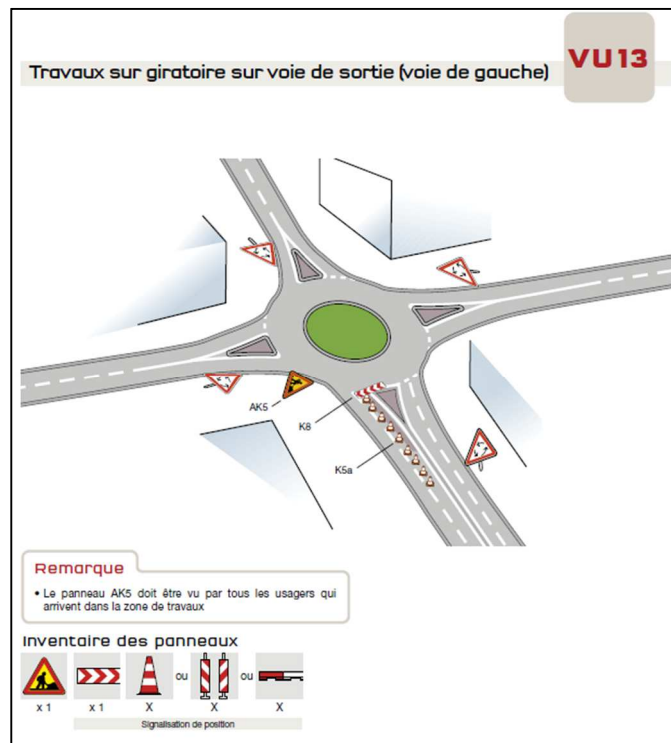 VU13
Travaux sur giratoire sur voie de sortie (voie de gauche)
AK5
K8
K5a
Remarque
• Le panneau AK5 doit être vu par tous les usagers qui
arrivent dans la zone de travaux
Inventaire des panneaux
ou
ou
x 1
x 1
X
X
X
Signalisation de position